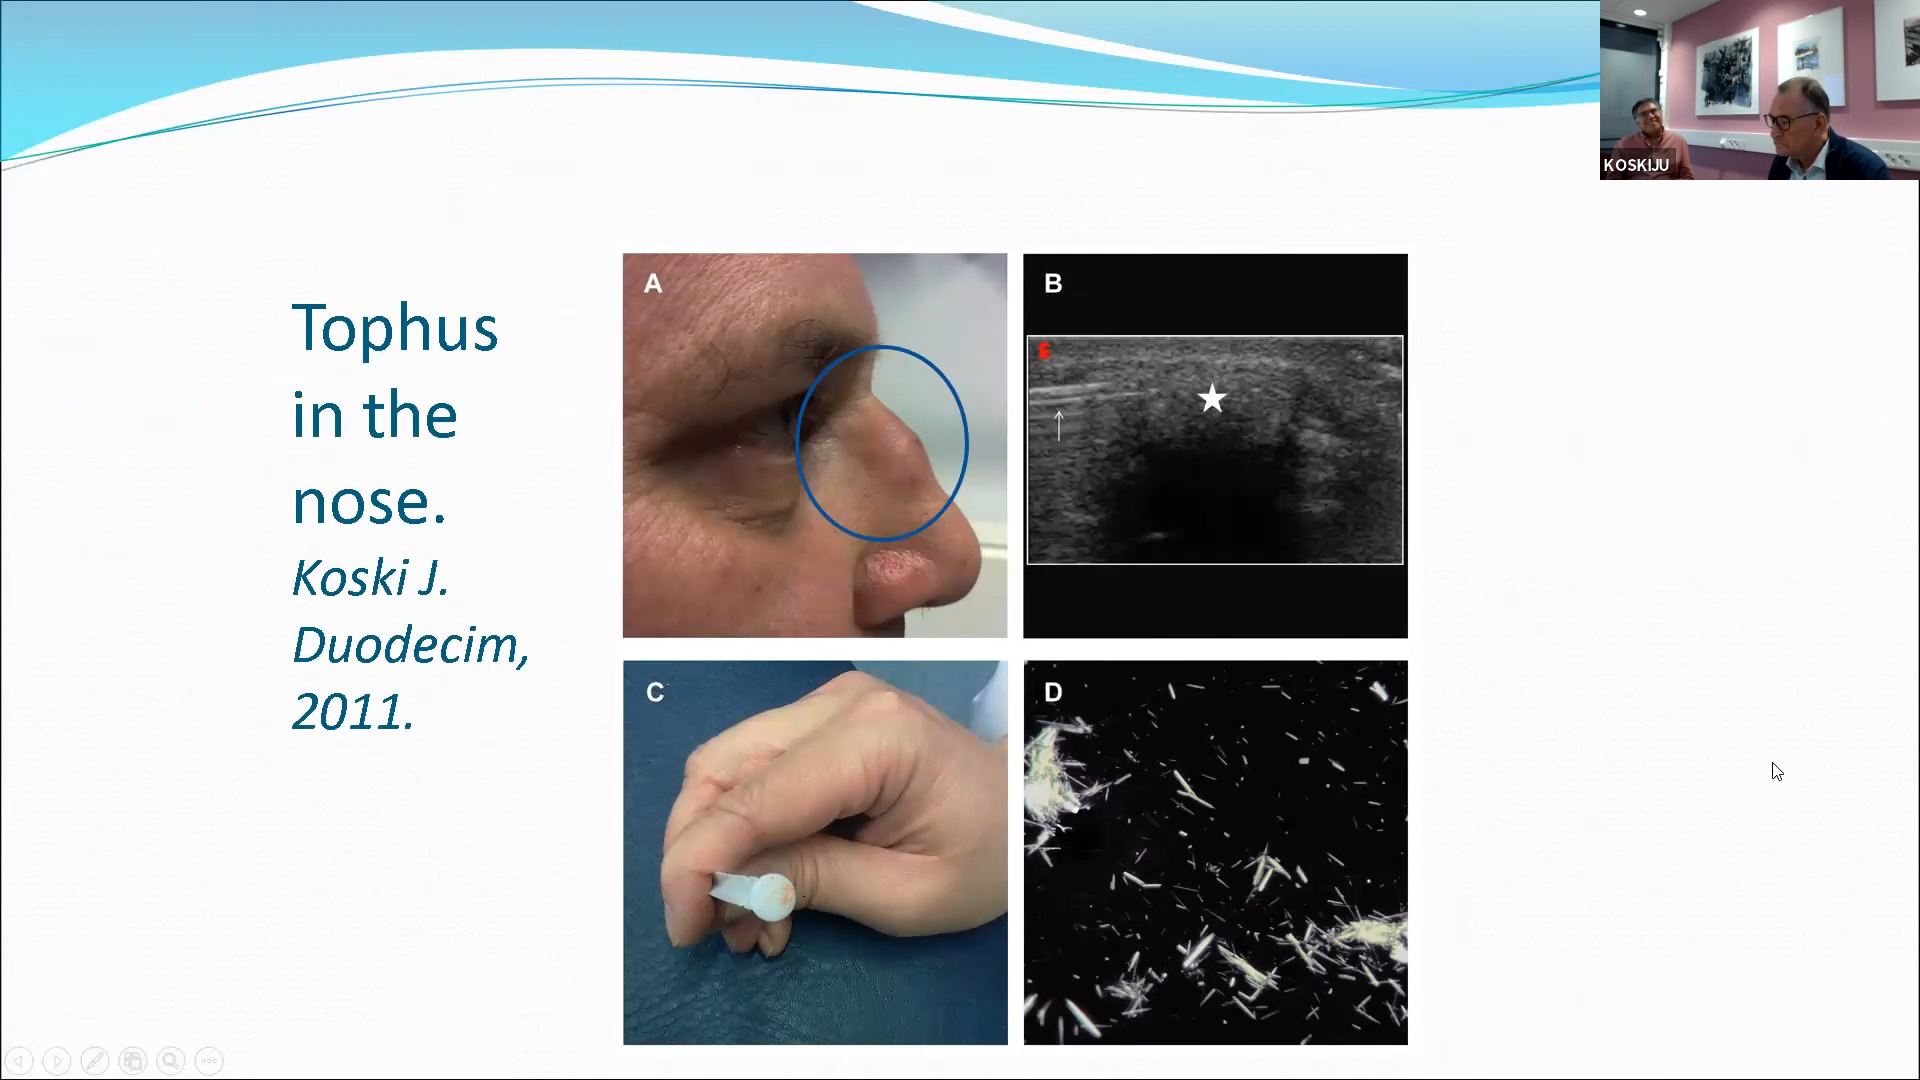 KOSKIJU
Tophus
in the
nose.
Koski J.
Duodecim,
2011.
A
B
C
D